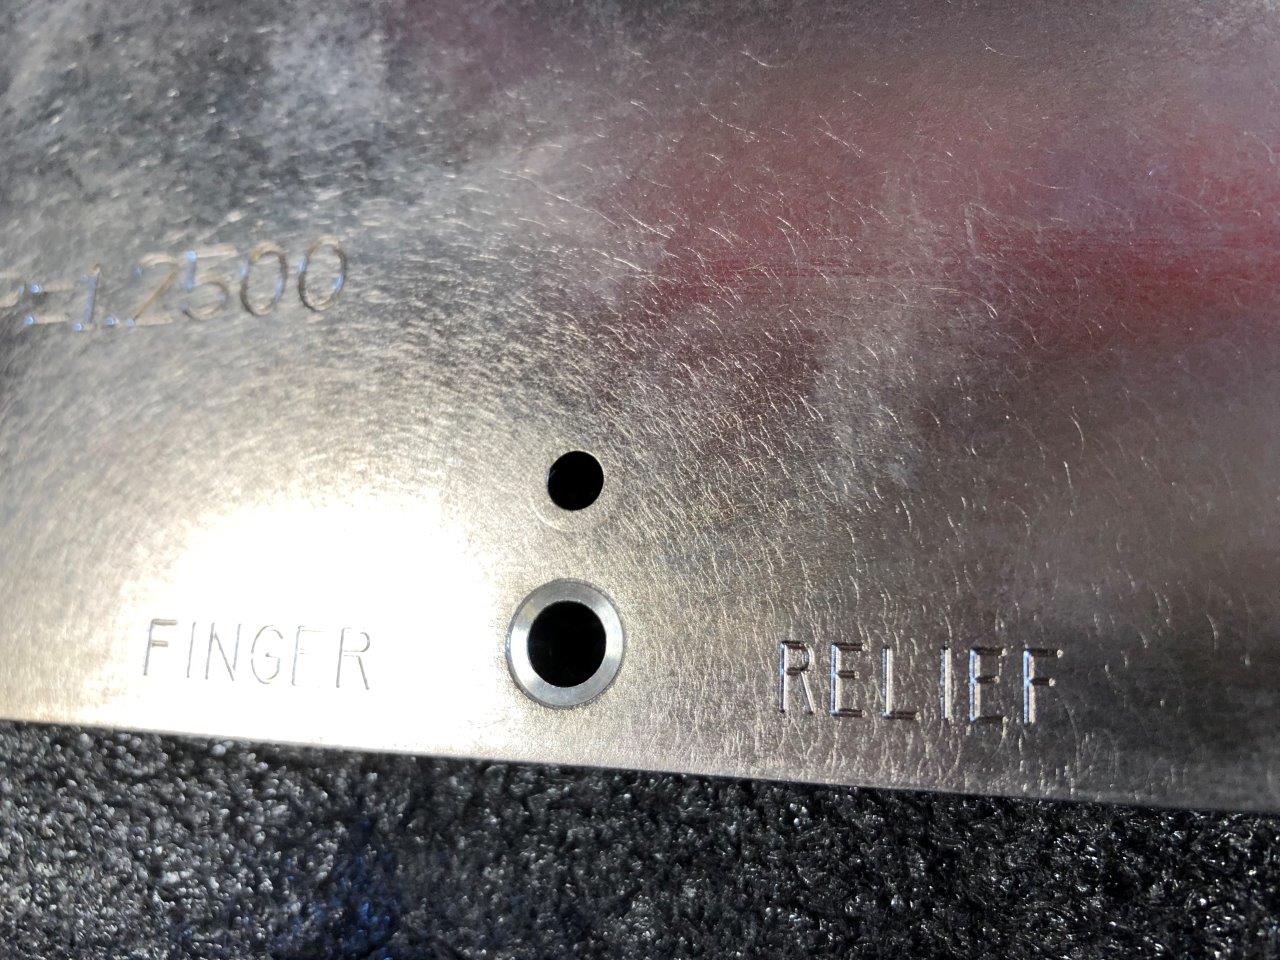 =1.2500
FINGER RELIEF